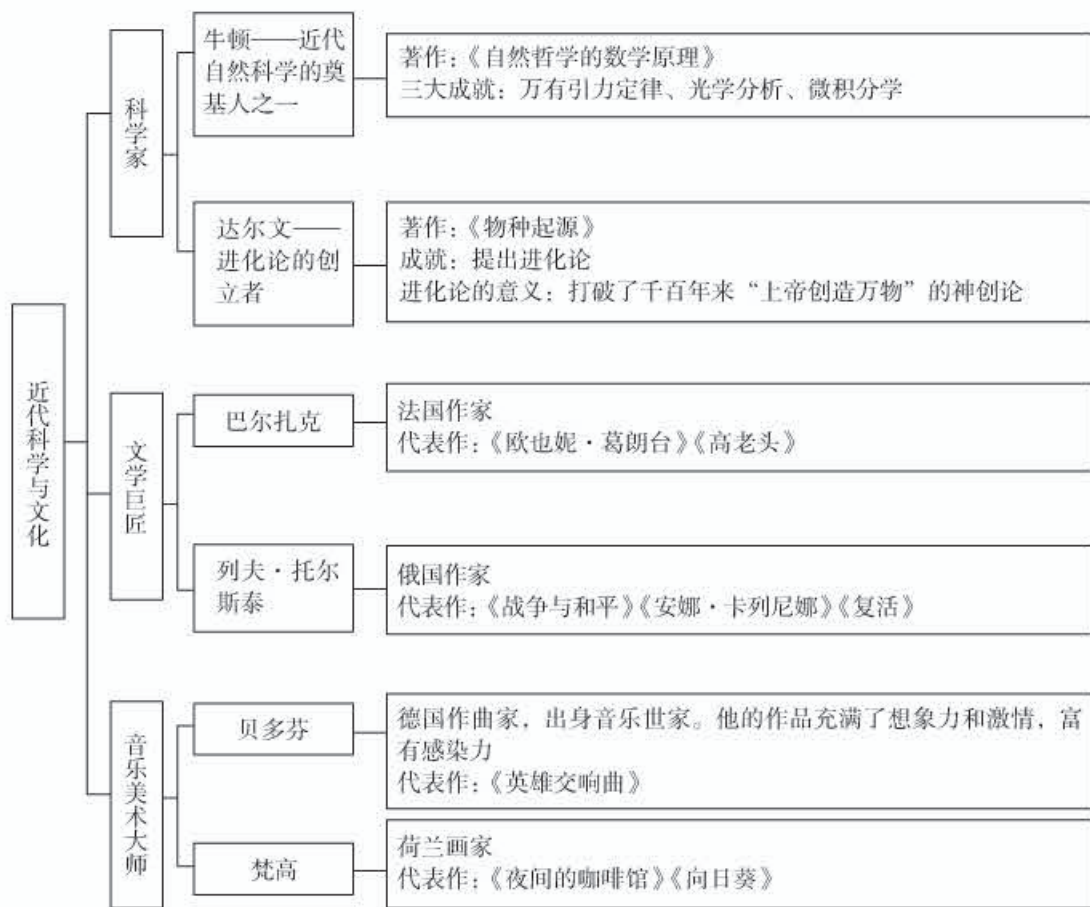 近代科学与文化
科学家
牛顿——近代
自然科学的奠
基人之一
著作：《自然哲学的数学原理》
三大成就：万有引力定律、光学分析、微积分学
达尔文——
进化论的创
立者
著作：《物种起源》
成就：提出进化论
进化论的意义：打破了千百年来“上帝创造万物”的神创论
文学巨匠
巴尔扎克
法国作家
代表作：《欧也妮·葛朗台》《高老头》
列夫·托尔
斯泰
俄国作家
代表作：《战争与和平》《安娜·卡列尼娜》《复活》
音乐美术大师
贝多芬
德国作曲家，出身音乐世家。他的作品充满了想象力和激情，富
有感染力
代表作：《英雄交响曲》
梵高
荷兰画家
代表作：《夜间的咖啡馆》《向日葵》